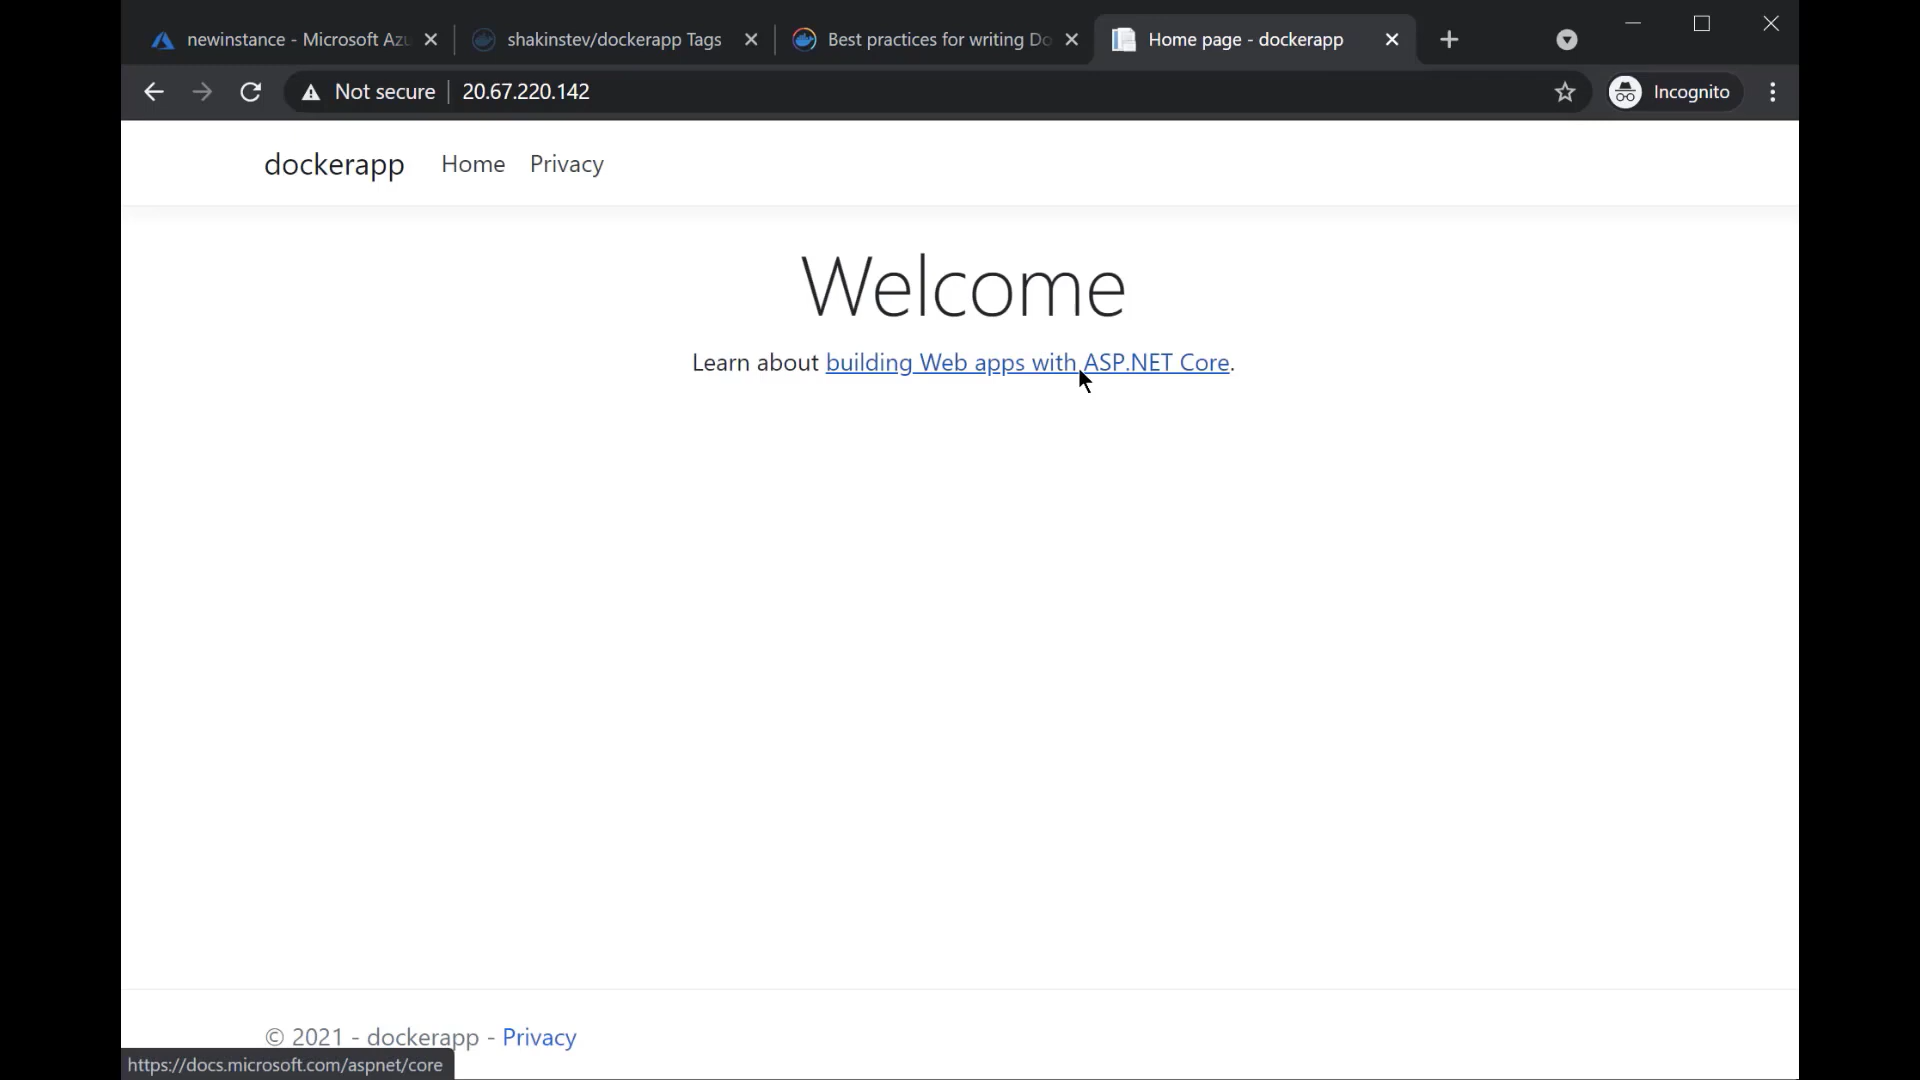 newinstance - Microsoft Azu
shakinstev/dockerapp Tags
Best practices for writing Do
Home page - dockerapp
Not secure
20.67.220.142
Incognito
dockerapp
Home
Privacy
Welcome
Learn about building Web apps with ASP.NET Core.
© 2021 - dockerapp - Privacy
https://docs.microsoft.com/aspnet/core